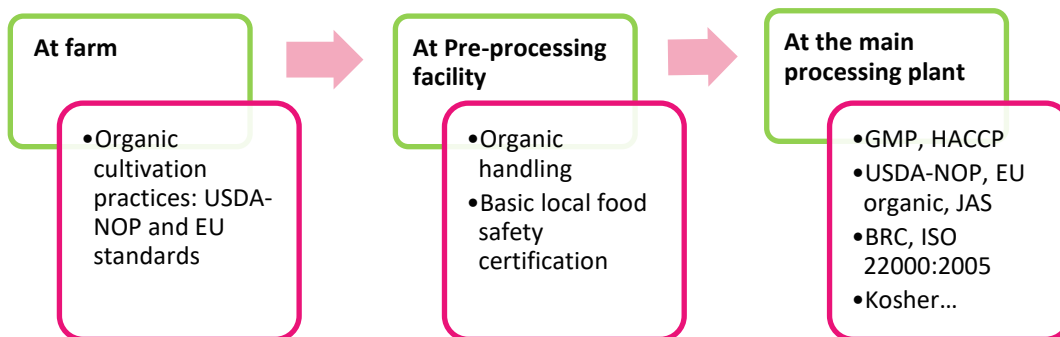 At farm
•Organic
cultivation
practices: USDA-
NOP and EU
standards
At Pre-processing
facility
•Organic
handling
•Basic local food
safety
certification
At the main
processing plant
•GMP, HACCP
•USDA-NOP, EU
organic, JAS
•BRC, ISO
22000:2005
•Kosher…